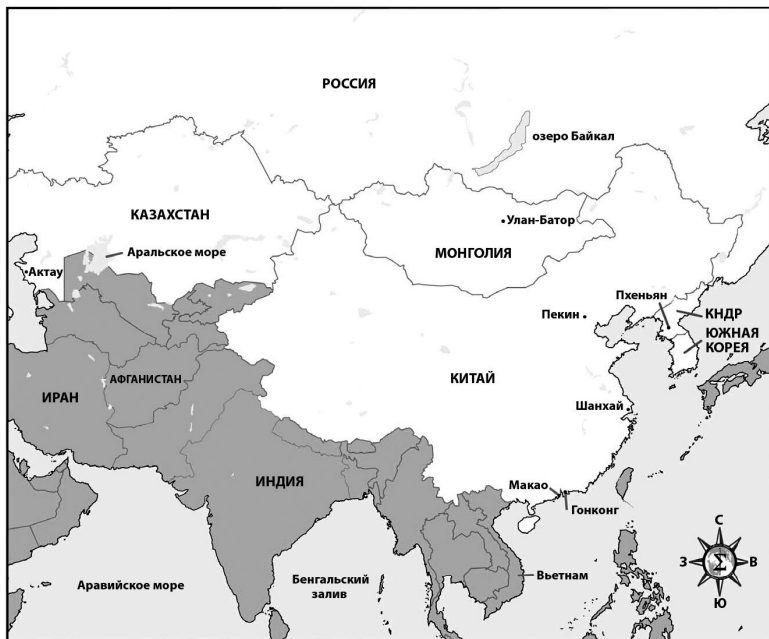 РОССИЯ
озеро Байкал
КАЗАХСТАН
Улан-Батор
МОНГОЛИЯ
Аральское море
Актау
Пхеньян
Пекин
КНДР
ЮЖНАЯ
КОРЕЯ
АФГАНИСТАН
ИРАН
КИТАЙ
Шанхай
ИНДИЯ
Макао
Гонконг
С
З
Σ
В
Ю
Аравийское море
Бенгальский
залив
Вьетнам